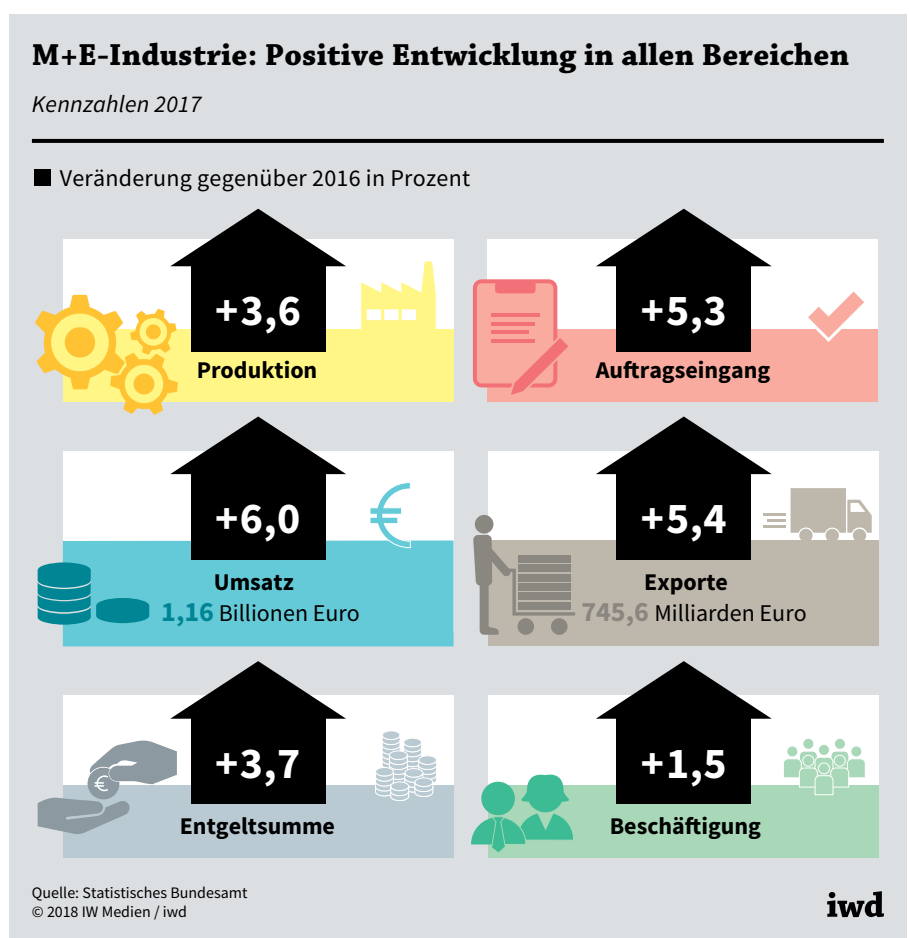 M+E-Industrie: Positive Entwicklung in allen Bereichen
Kennzahlen 2017
Veränderung gegenüber 2016 in Prozent
+3,6
Produktion
+5,3
Auftragseingang
+6,0
€
Umsatz
1,16 Billionen Euro
+5,4
Exporte
745,6 Milliarden Euro
+3,7
€
Entgeltsumme
+1,5
Beschäftigung
Quelle: Statistisches Bundesamt
© 2018 IW Medien / iwd
iwd